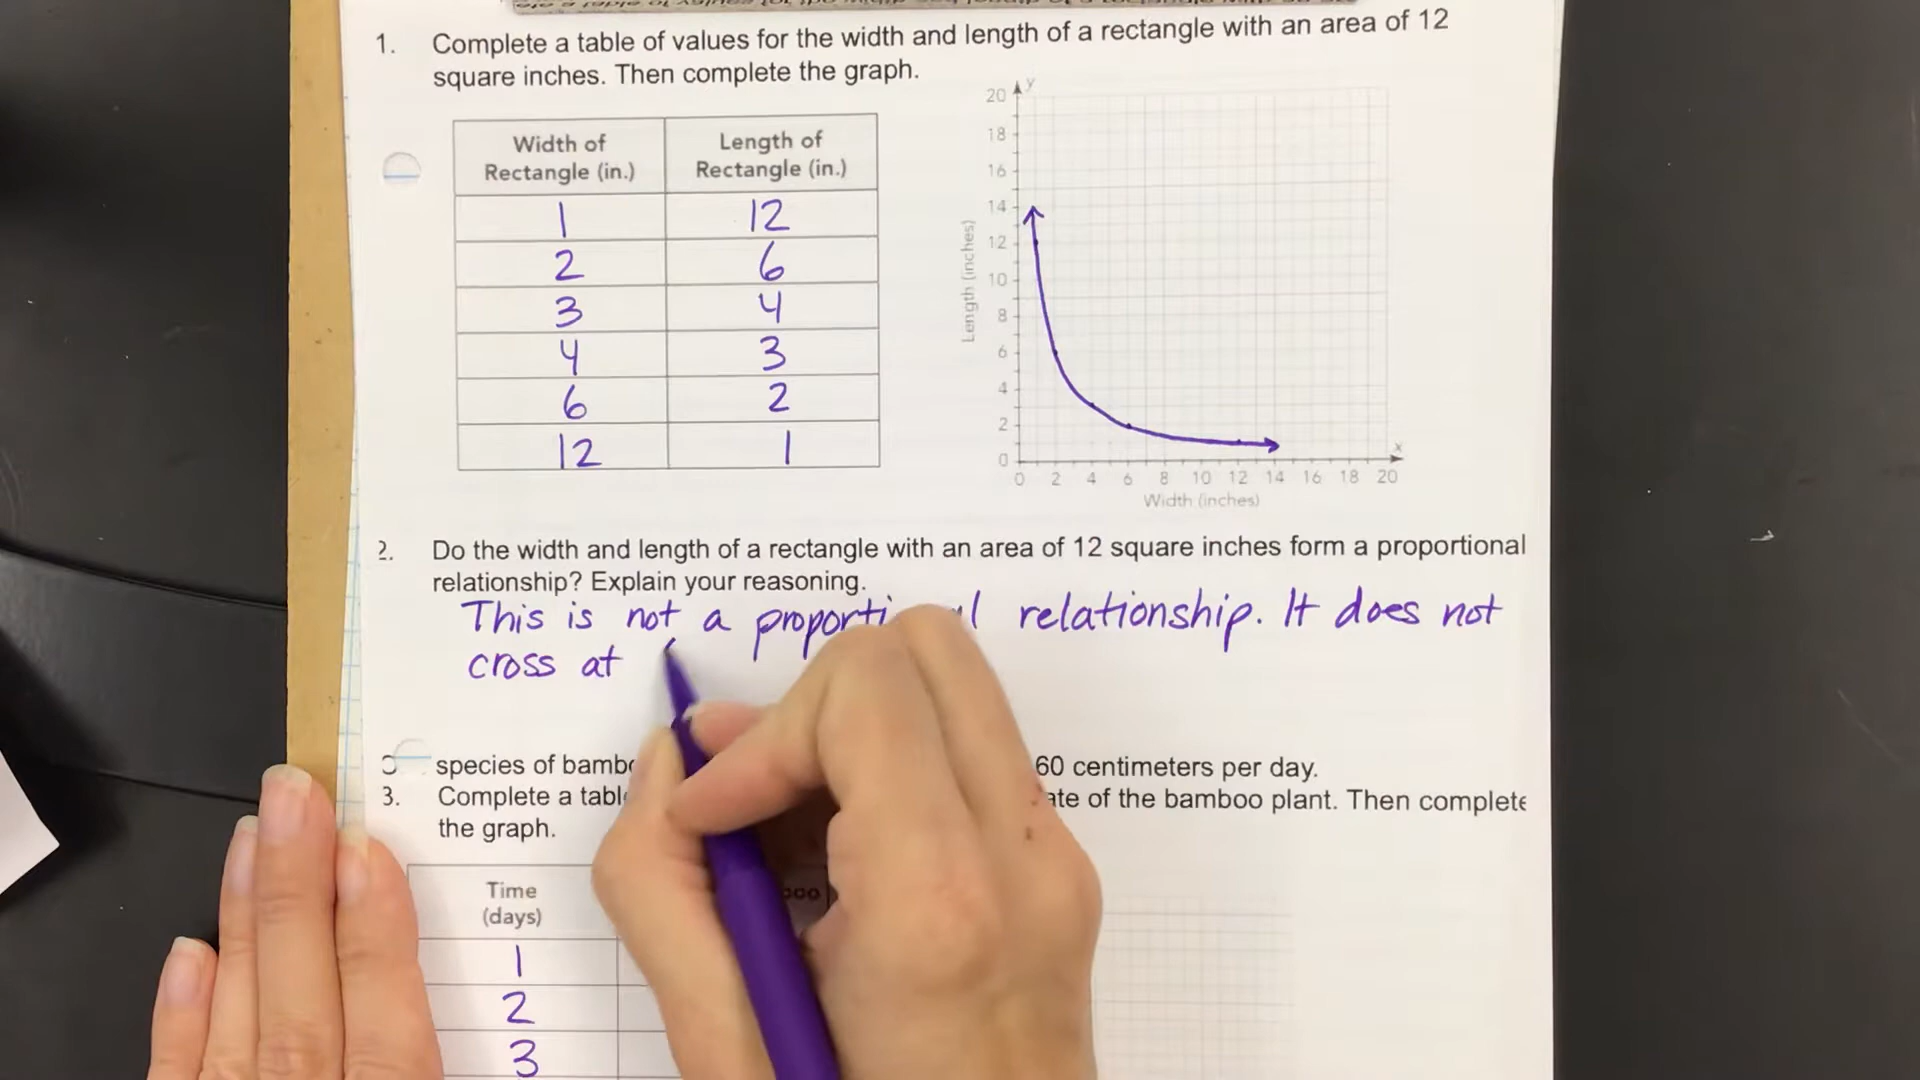 1. Complete a table of values for the width and length of a rectangle with an area of 12
square inches. Then complete the graph.
Width of Rectangle (in.) Length of Rectangle (in.)
1 12
2 6
3 4
4 3
6 2
12 1
y
20
18
16
14
12
10
8
6
4
2
0
Length (inches)
0 2 4 6 8 10 12 14 16 18 20
x
Width (inches)
2. Do the width and length of a rectangle with an area of 12 square inches form a proportional
relationship? Explain your reasoning.
This is not a relationship. It does not
cross at
species of 60 centimeters per day.
3. Complete a of the bamboo plant. Then complete
the graph.
Time
(days)
1
2
3